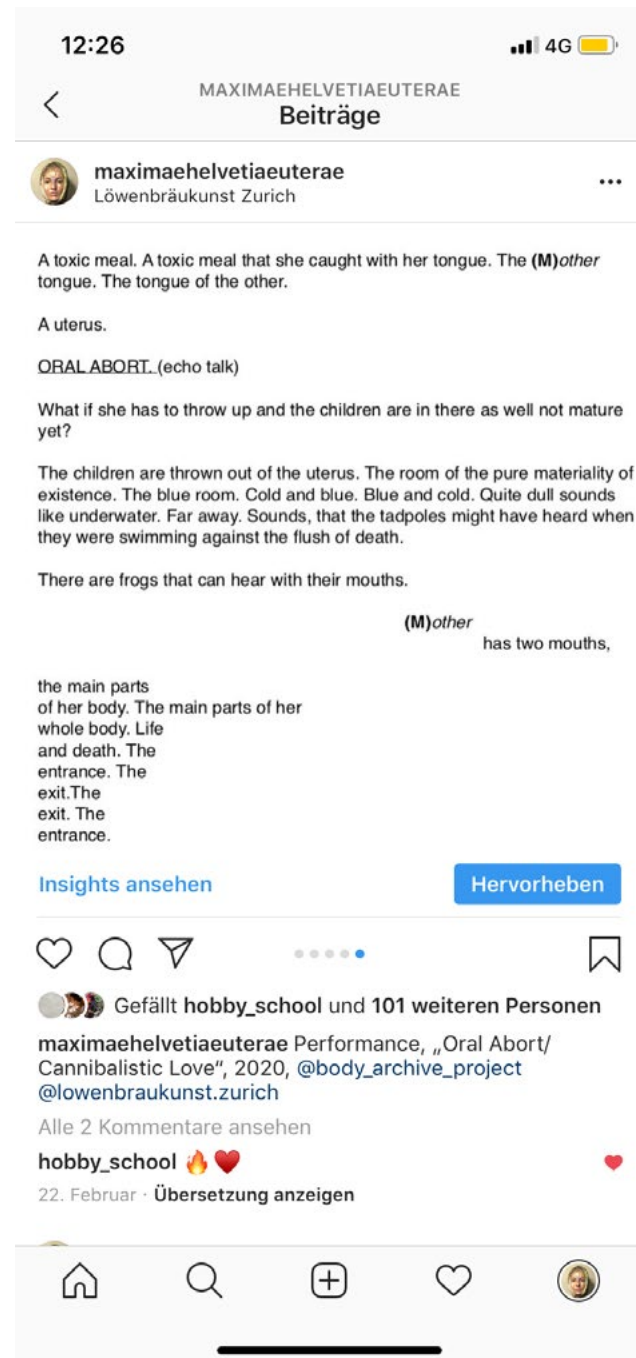 12:26
4G
MAXIMAEHELVETIAEUTERAE
Beiträge
maximaehelvetiaeuterae
Löwenbräukunst Zurich
A toxic meal. A toxic meal that she caught with her tongue. The (M)other
tongue. The tongue of the other.
A uterus.
ORAL ABORT. (echo talk)
What if she has to throw up and the children are in there as well not mature
yet?
The children are thrown out of the uterus. The room of the pure materiality of
existence. The blue room. Cold and blue. Blue and cold. Quite dull sounds
like underwater. Far away. Sounds, that the tadpoles might have heard when
they were swimming against the flush of death.
There are frogs that can hear with their mouths.
(M)other
has two mouths,
the main parts
of her body. The main parts of her
whole body. Life
and death. The
entrance. The
exit.The
exit. The
entrance.
Insights ansehen
Hervorheben
Gefällt hobby_school und 101 weiteren Personen
maximaehelvetiaeuterae Performance, „Oral Abort/
Cannibalistic Love“, 2020, @body_archive_project
@lowenbraukunst.zurich
Alle 2 Kommentare ansehen
hobby_school 🔥♥️
22. Februar · Übersetzung anzeigen